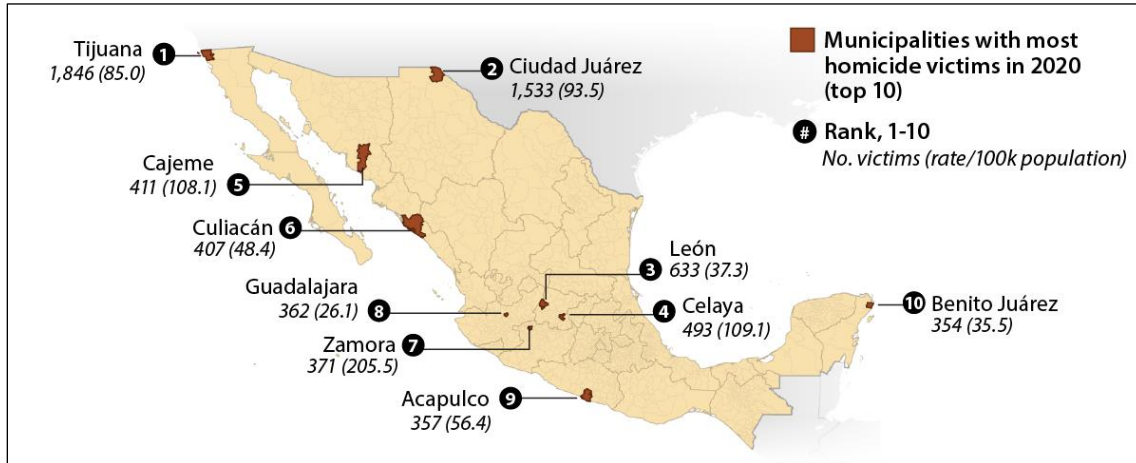 Tijuana
1,846 (85.0)
1
2
Ciudad Juárez
1,533 (93.5)
Municipalities with most
homicide victims in 2020
(top 10)
# Rank, 1-10
No. victims (rate/100k population)
Cajeme
411 (108.1)
5
Culiacán
407 (48.4)
6
León
633 (37.3)
3
Guadalajara
362 (26.1)
8
4
Celaya
493 (109.1)
10
Benito Juárez
354 (35.5)
Zamora
371 (205.5)
7
Acapulco
357 (56.4)
9